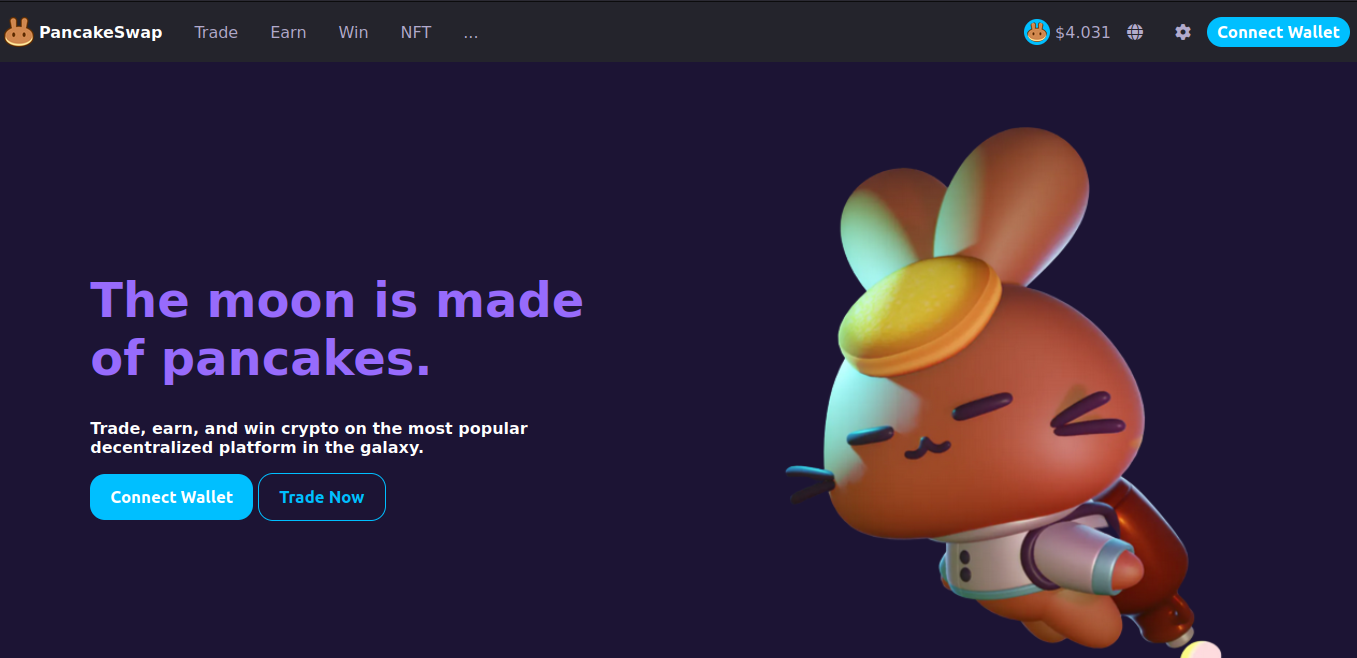 PancakeSwap Trade Earn Win NFT ... $4.031 Connect Wallet
The moon is made
of pancakes.
Trade, earn, and win crypto on the most popular
decentralized platform in the galaxy.
Connect Wallet Trade Now